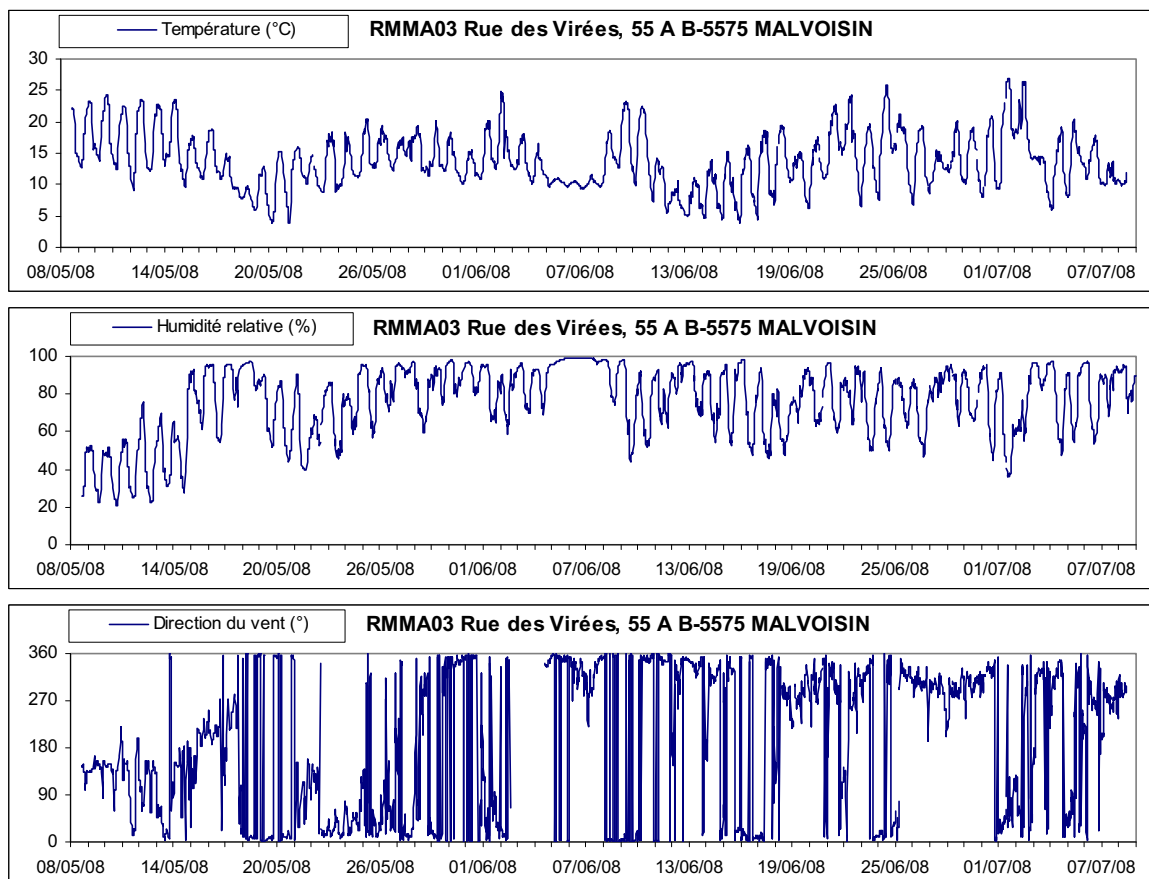 Température (°C)
RMMA03 Rue des Virées, 55 A B-5575 MALVOISIN
30
25
20
15
10
5
0
08/05/08 14/05/08 20/05/08 26/05/08 01/06/08 07/06/08 13/06/08 19/06/08 25/06/08 01/07/08 07/07/08
Humidité relative (%)
RMMA03 Rue des Virées, 55 A B-5575 MALVOISIN
100
80
60
40
20
0
08/05/08 14/05/08 20/05/08 26/05/08 01/06/08 07/06/08 13/06/08 19/06/08 25/06/08 01/07/08 07/07/08
Direction du vent (°)
RMMA03 Rue des Virées, 55 A B-5575 MALVOISIN
360
270
180
90
0
08/05/08 14/05/08 20/05/08 26/05/08 01/06/08 07/06/08 13/06/08 19/06/08 25/06/08 01/07/08 07/07/08